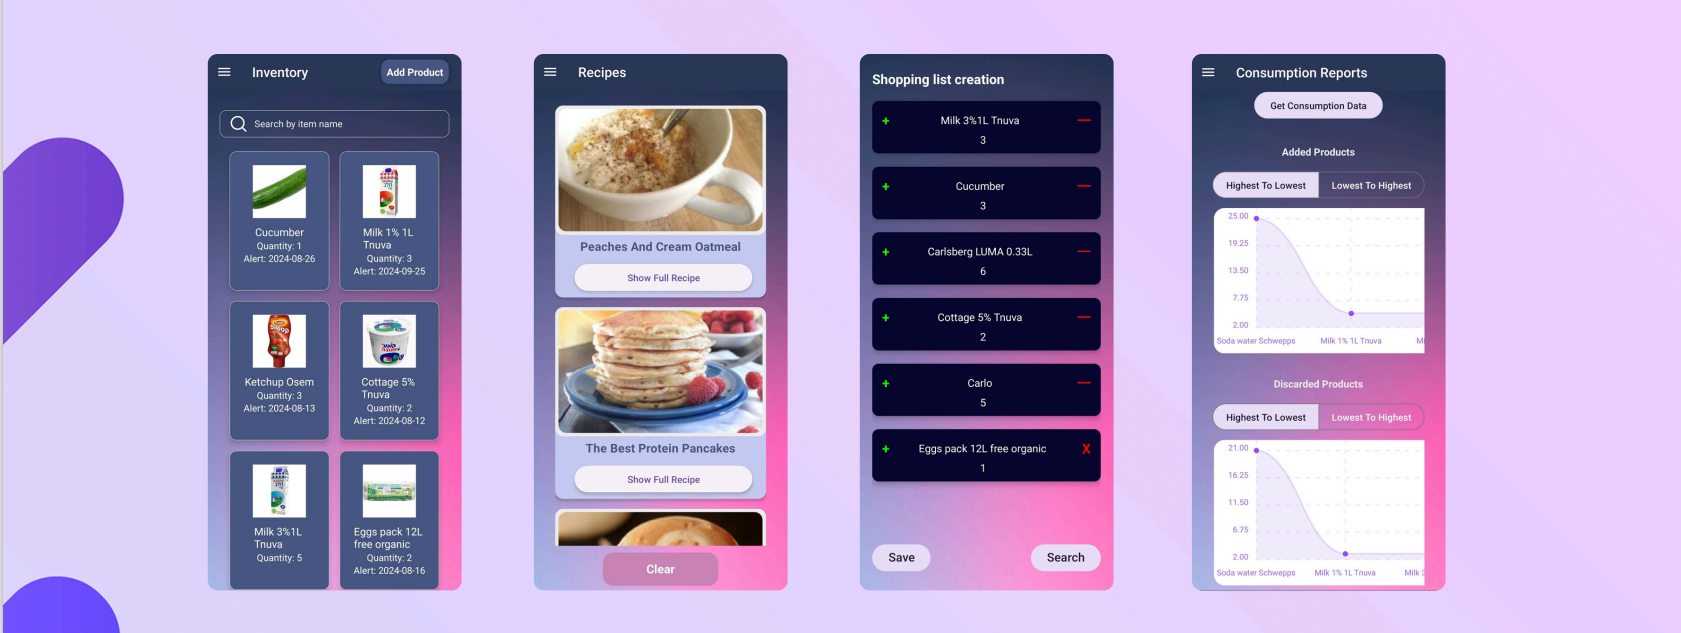 Inventory
Add Product
Search by item name
Cucumber
Quantity: 1
Alert: 2024-08-26
Milk 1% 1L
Tnuva
Quantity: 3
Alert: 2024-09-25
Ketchup Osem
Quantity: 3
Alert: 2024-08-13
Cottage 5%
Tnuva
Quantity: 2
Alert: 2024-08-12
Milk 3%1L
Tnuva
Quantity: 5
Eggs pack 12L
free organic
Quantity: 2
Alert: 2024-08-16
Recipes
Peaches And Cream Oatmeal
Show Full Recipe
The Best Protein Pancakes
Show Full Recipe
Clear
Shopping list creation
+ Milk 3%1L Tnuva —
3
+ Cucumber —
3
+ Carlsberg LUMA 0.33L —
6
+ Cottage 5% Tnuva —
2
+ Carlo —
5
+ Eggs pack 12L free organic X
1
Save
Search
Consumption Reports
Get Consumption Data
Added Products
Highest To Lowest
Lowest To Highest
25.00
19.25
13.50
7.75
2.00
Soda water Schwepps
Milk 1% 1L Tnuva
Mi
Discarded Products
Highest To Lowest
Lowest To Highest
21.00
16.25
11.50
6.75
2.00
Soda water Schwepps
Milk 1% 1L Tnuva
Milk 3